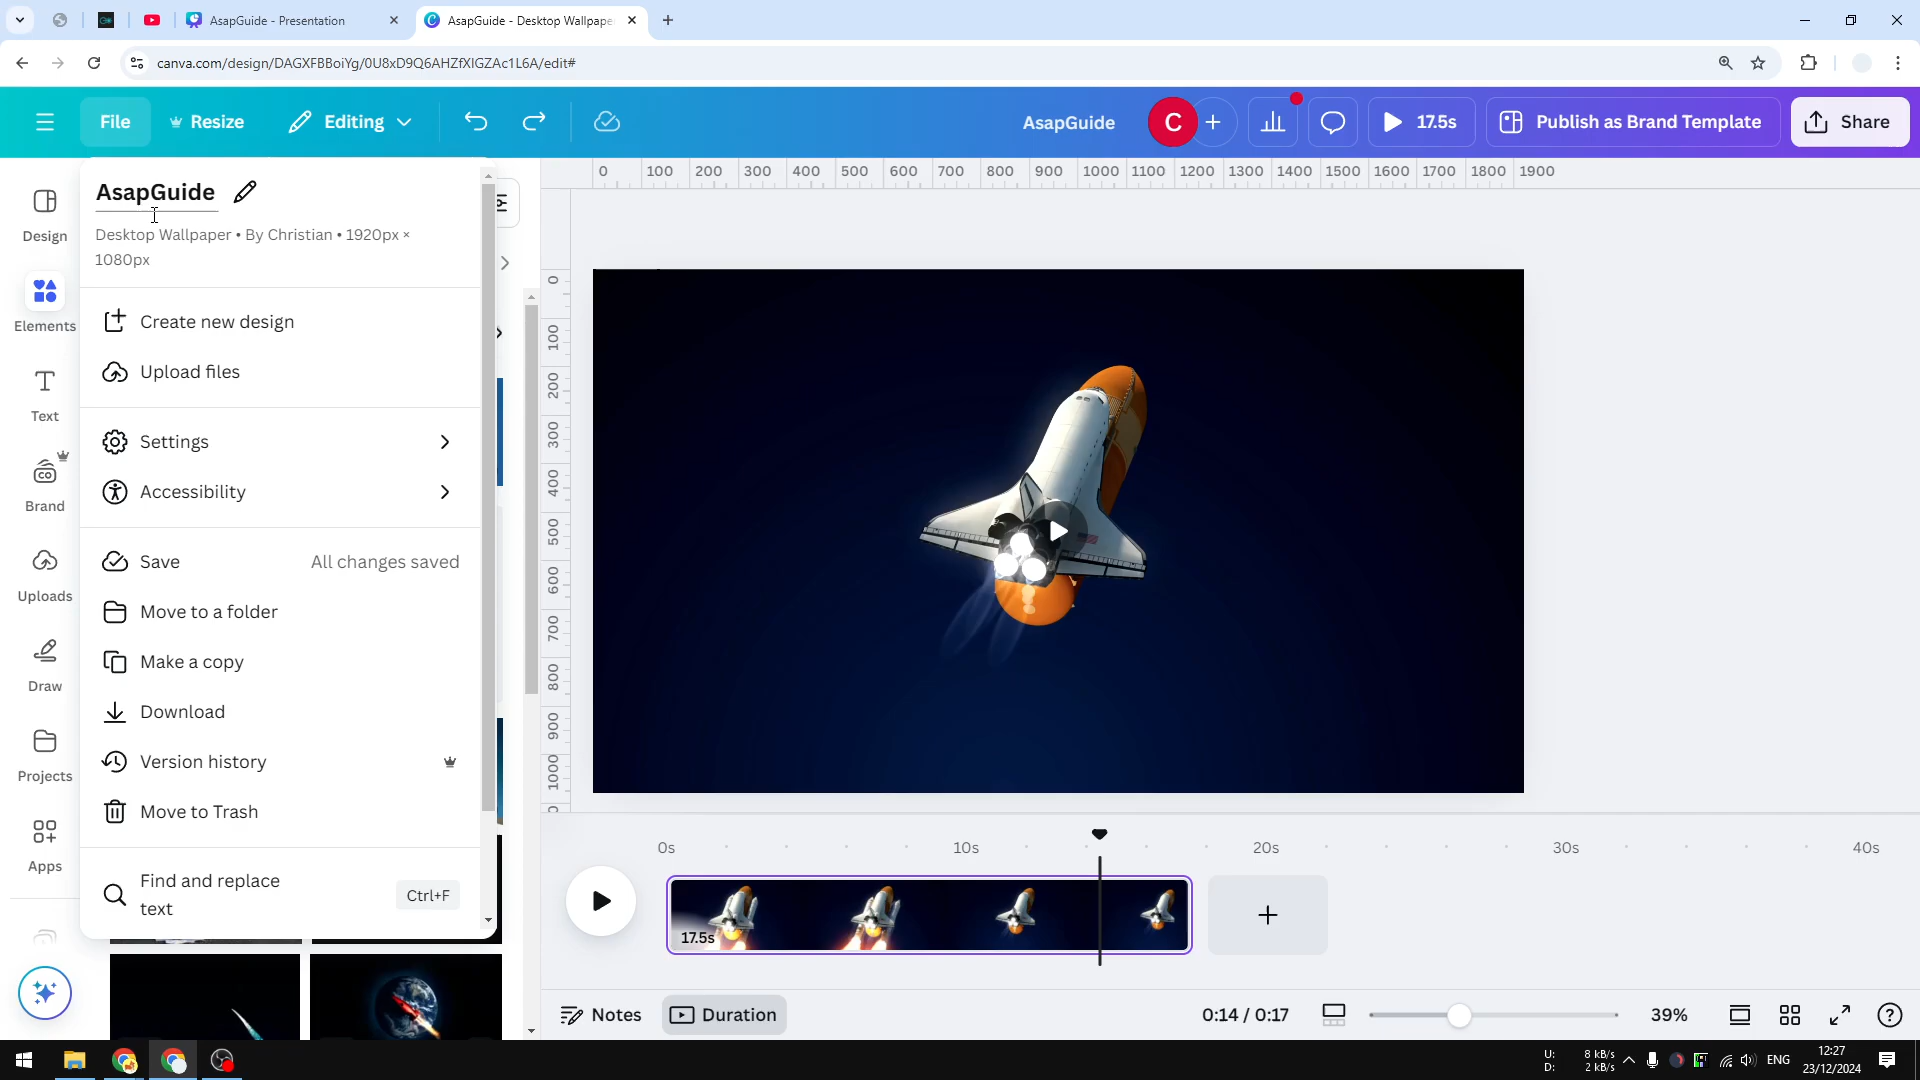 AsapGuide - Presentation
AsapGuide - Desktop Wallpape
canva.com/design/DAGXFBBoiYg/0U8xD9Q6AHZfXlGZAc1L6A/edit#
File
Resize
Editing
AsapGuide
C
17.5s
Publish as Brand Template
Share
AsapGuide
Desktop Wallpaper • By Christian • 1920px ×
1080px
Create new design
Upload files
Settings
Accessibility
Save
All changes saved
Move to a folder
Make a copy
Download
Version history
Move to Trash
Find and replace
text
Ctrl+F
Design
Elements
Text
Brand
Uploads
Draw
Projects
Apps
0 100 200 300 400 500 600 700 800 900 1000 1100 1200 1300 1400 1500 1600 1700 1800 1900
0
100
200
300
400
500
600
700
800
900
1000
0s 10s 20s 30s 40s
17.5s
Notes
Duration
0:14 / 0:17
39%
U: 8 kB/s
D: 2 kB/s
ENG
12:27
23/12/2024